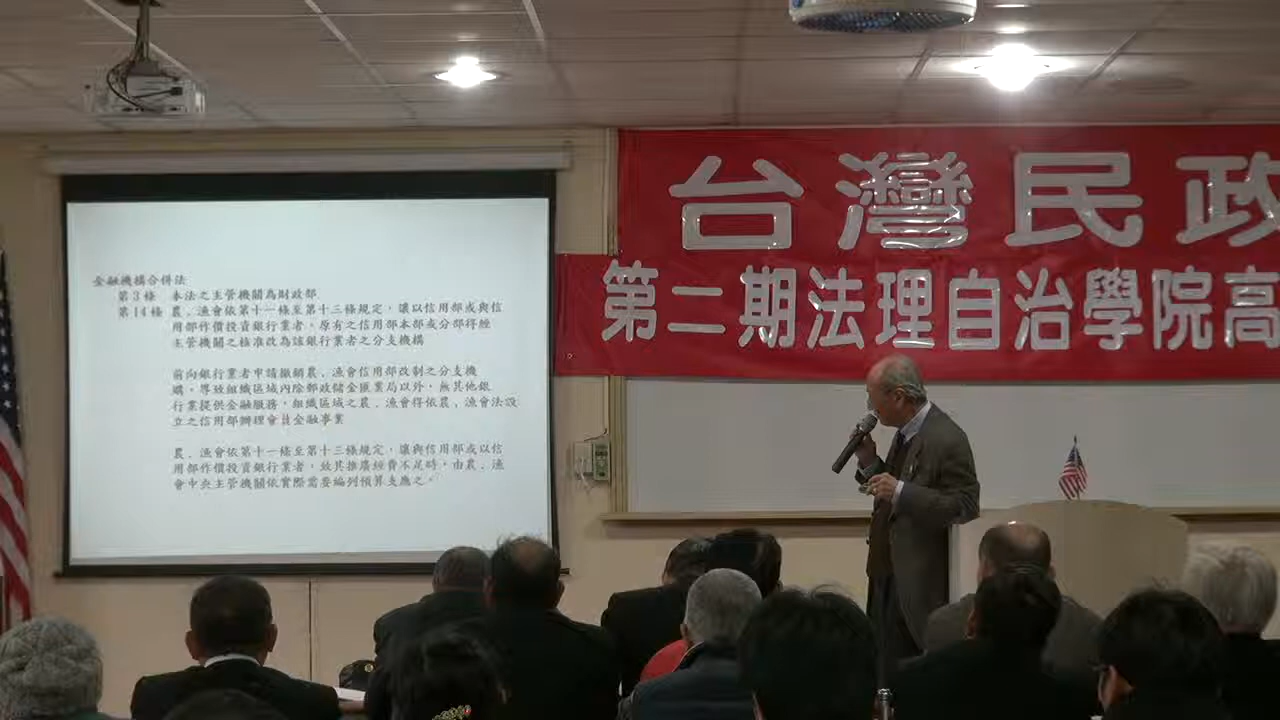 台灣民政
第二期法理自治學院高
金融機構合併法
第3條 本法之主管機關為財政部
第14條 農、漁會依第十一條至第十三條規定，讓以信用部或與信
用部作價投資銀行業者，原有之信用部本部或分部得經
主管機關之核准改為該銀行業者之分支機構
前向銀行業者申請撤銷農、漁會信用部改制之分支機
構，導致組織區域內除郵政儲金匯業局以外，無其他銀
行業提供金融服務，組織區域之農、漁會得依農、漁會法設
立之信用部辦理會員金融事業
農、漁會依第十一條至第十三條規定，讓與信用部或以信
用部作價投資銀行業者，致其推廣經費不足時，由農、漁
會中央主管機關依實際需要編列預算支應之。